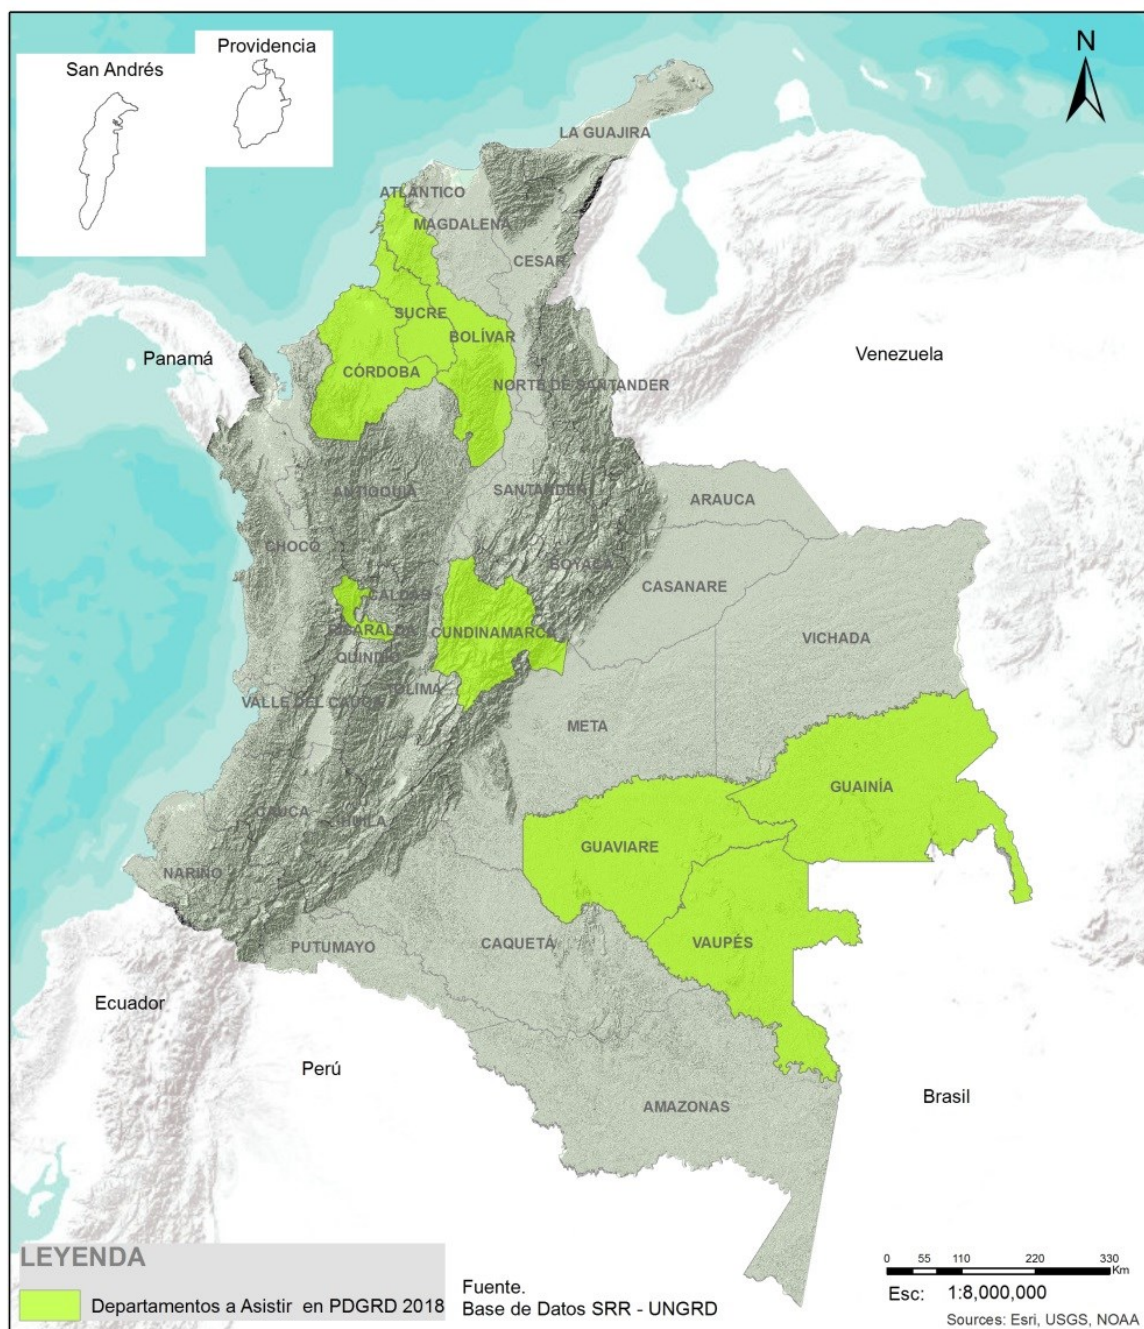 Providencia
San Andrés
N
LA GUAJIRA
ATLÁNTICO
MAGDALENA
CESAR
SUCRE
BOLÍVAR
Panamá
Venezuela
CÓRDOBA
NORTE DE SANTANDER
ANTIOQUIA
SANTANDER
ARAUCA
CHOCÓ
BOYACÁ
CASANARE
CALDAS
RISARALDA
CUNDINAMARCA
VICHADA
QUINDIO
TOLIMA
VALLE DEL CAUCA
META
GUAINÍA
CAUCA
HUILA
GUAVIARE
NARIÑO
PUTUMAYO
CAQUETÁ
VAUPÉS
Ecuador
Perú
Brasil
AMAZONAS
LEYENDA
Departamentos a Asistir en PDGRD 2018
Fuente.
Base de Datos SRR - UNGRD
0 55 110 220 330
Km
Esc: 1:8,000,000
Sources: Esri, USGS, NOAA